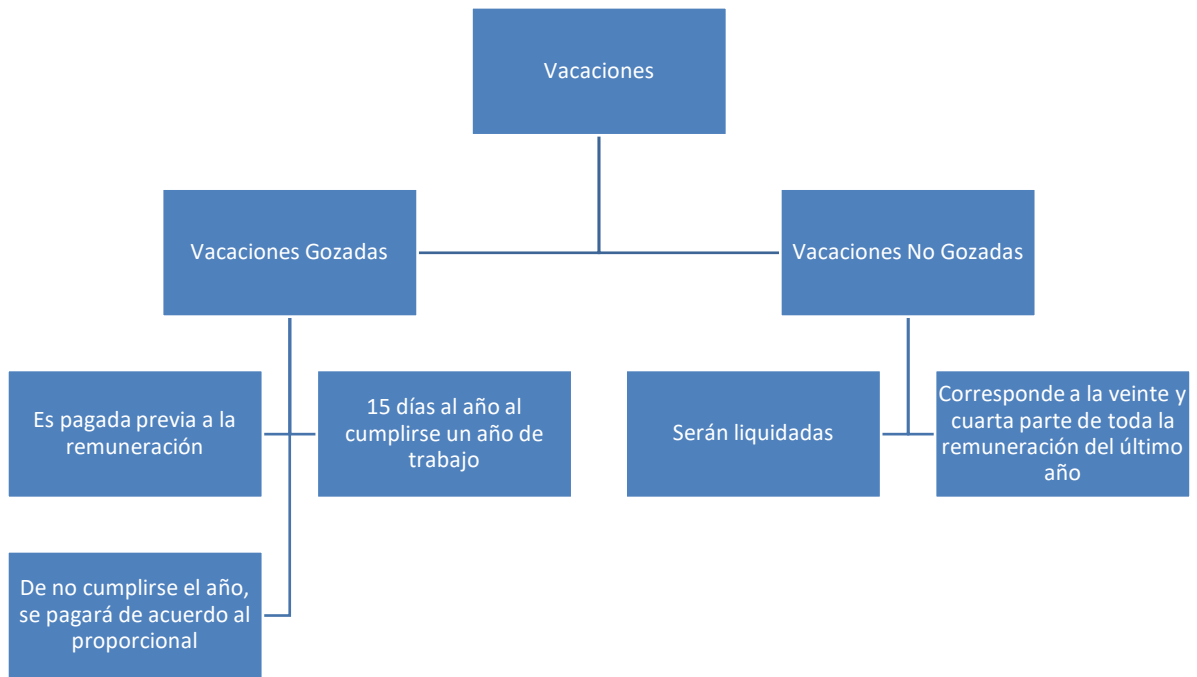 Vacaciones
Vacaciones Gozadas
Vacaciones No Gozadas
Es pagada previa a la
remuneración
15 días al año al
cumplirse un año de
trabajo
De no cumplirse el año,
se pagará de acuerdo al
proporcional
Serán liquidadas
Corresponde a la veinte y
cuarta parte de toda la
remuneración del último
año